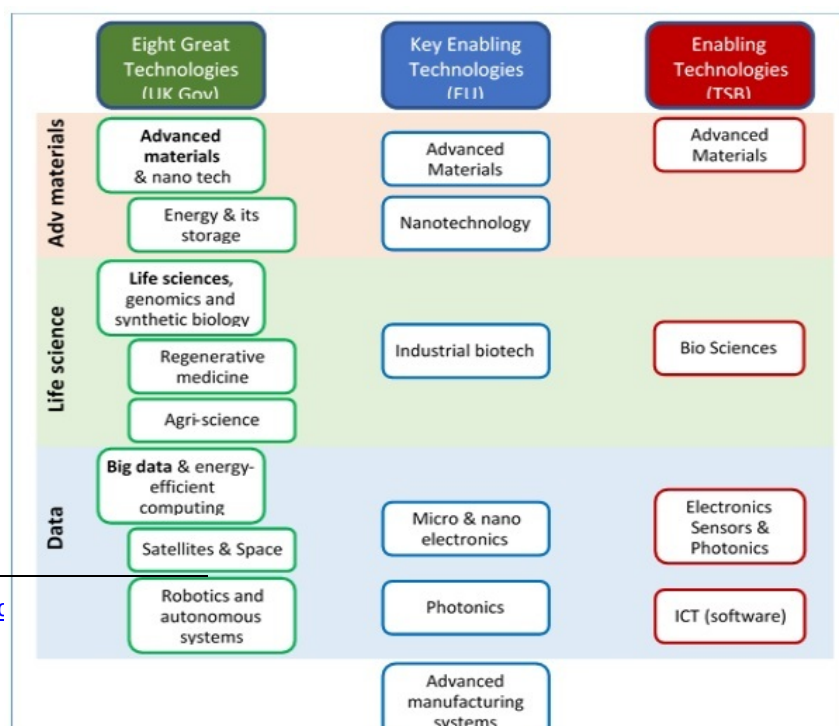 Eight Great
Technologies
(UK Gov)
Key Enabling
Technologies
(EU)
Enabling
Technologies
(TSB)
Adv materials
Advanced
materials
& nano tech
Energy & its
storage
Advanced
Materials
Nanotechnology
Advanced
Materials
Life science
Life sciences,
genomics and
synthetic biology
Regenerative
medicine
Agri-science
Industrial biotech
Bio Sciences
Data
Big data & energy-
efficient
computing
Satellites & Space
Robotics and
autonomous
systems
Micro & nano
electronics
Photonics
Electronics
Sensors &
Photonics
ICT (software)
Advanced
manufacturing
systems